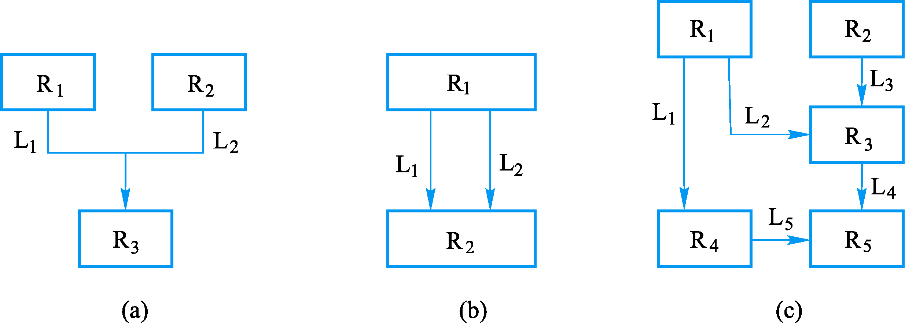 R1 R2
L1 L2
R3
(a)
R1
L1 L2
R2
(b)
R1 R2
L3
L1 L2 R3
L4
R4 L5 R5
(c)